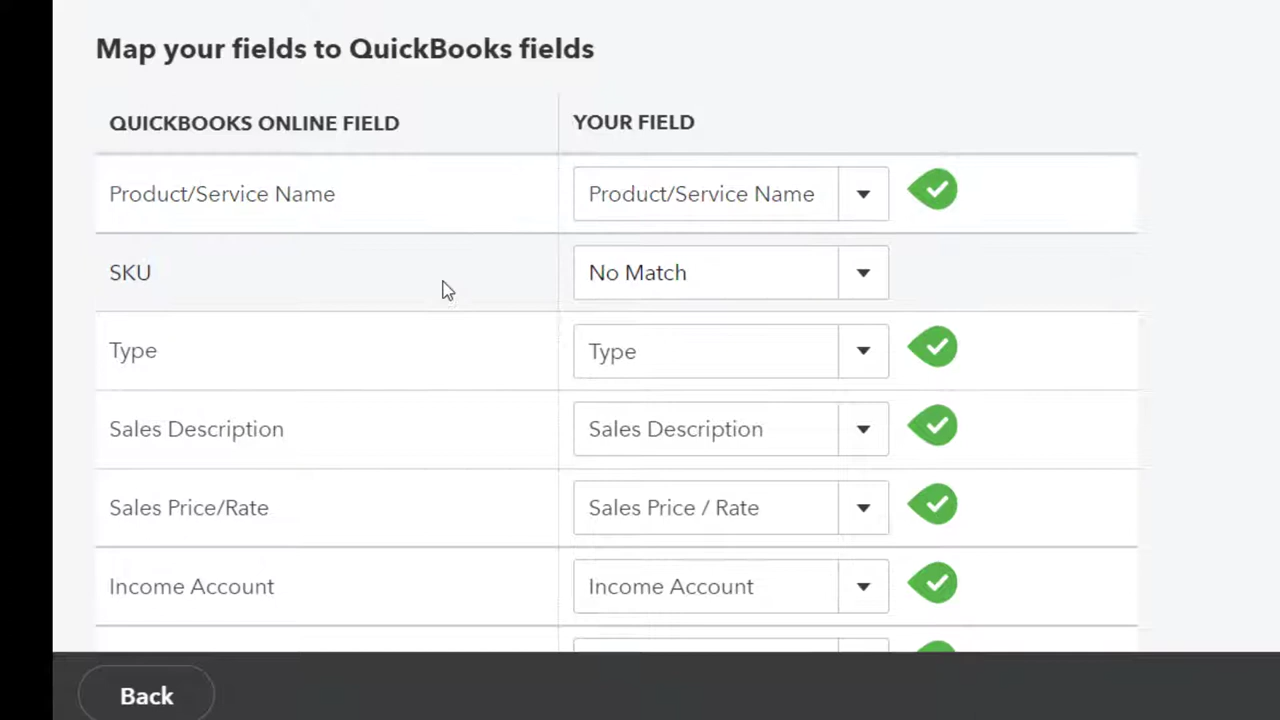 Map your fields to QuickBooks fields
QUICKBOOKS ONLINE FIELD YOUR FIELD
Product/Service Name Product/Service Name
SKU No Match
Type Type
Sales Description Sales Description
Sales Price/Rate Sales Price / Rate
Income Account Income Account
Back